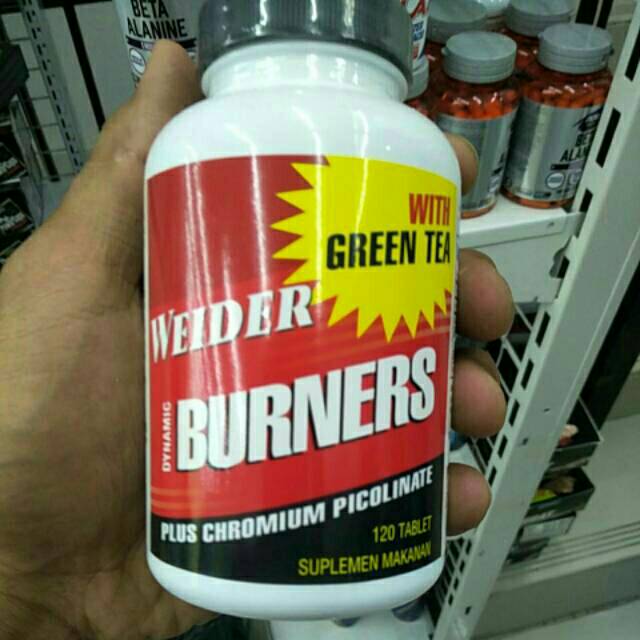 BETA
ALANINE
WITH
GREEN TEA
WEIDER
DYNAMIC
BURNERS
PLUS CHROMIUM PICOLINATE
120 TABLET
SUPLEMEN MAKANAN